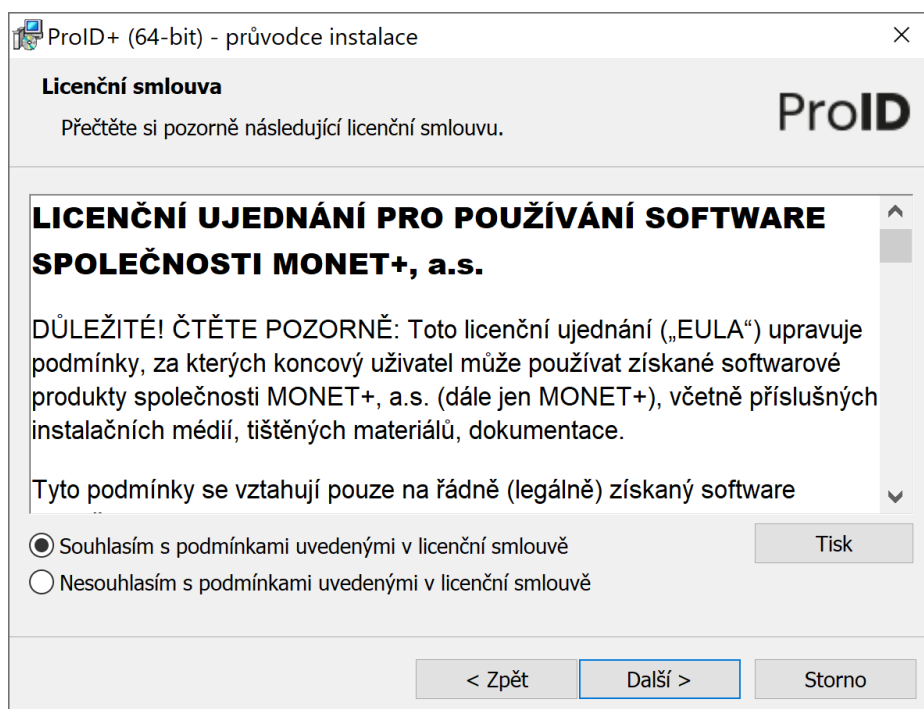 ProID+ (64-bit) - průvodce instalace
Licenční smlouva
Přečtěte si pozorně následující licenční smlouvu.
ProID
LICENČNÍ UJEDNÁNÍ PRO POUŽÍVÁNÍ SOFTWARE
SPOLEČNOSTI MONET+, a.s.
DŮLEŽITÉ! ČTĚTE POZORNĚ: Toto licenční ujednání („EULA“) upravuje
podmínky, za kterých koncový uživatel může používat získané softwarové
produkty společnosti MONET+, a.s. (dále jen MONET+), včetně příslušných
instalačních médií, tištěných materiálů, dokumentace.
Tyto podmínky se vztahují pouze na řádně (legálně) získaný software
Souhlasím s podmínkami uvedenými v licenční smlouvě
Tisk
Nesouhlasím s podmínkami uvedenými v licenční smlouvě
< Zpět
Další >
Storno